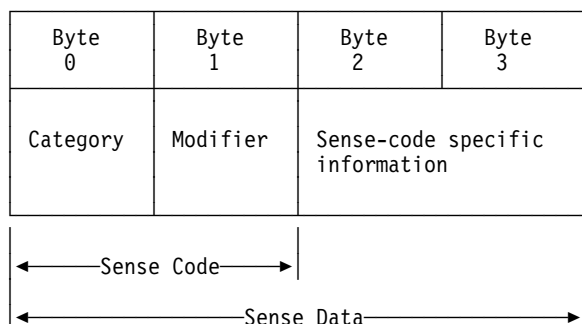 Byte Byte Byte Byte
0 1 2 3
Category Modifier Sense-code specific
information
Sense Code
Sense Data